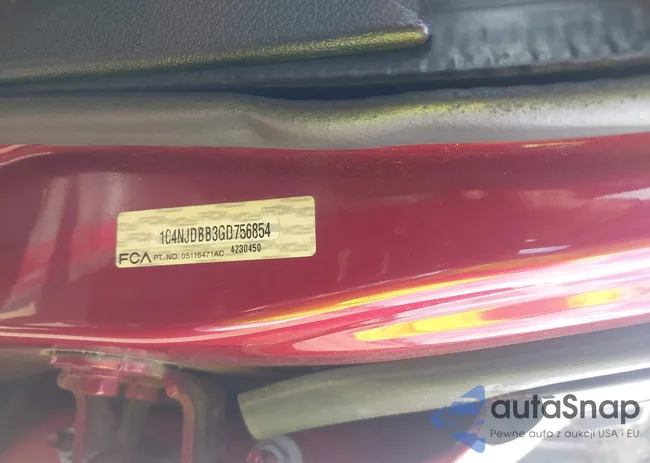 1C4NJDBB3GD756854
FCA PT. NO. 05116471AC 4230450
autaSnap
Pewne auta z aukcji USA i EU